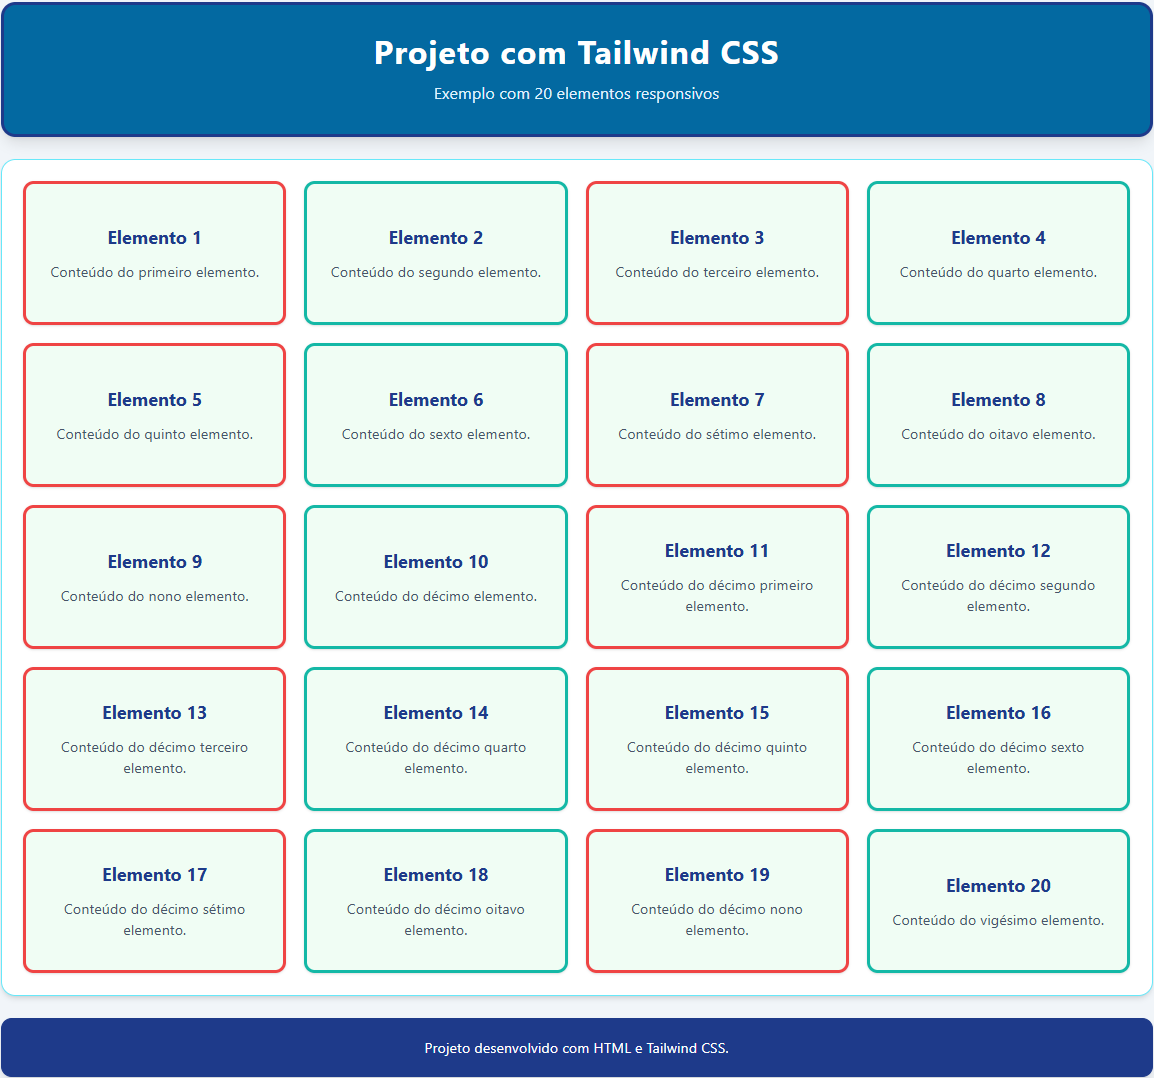 Projeto com Tailwind CSS
Exemplo com 20 elementos responsivos
Elemento 1
Conteúdo do primeiro elemento.
Elemento 2
Conteúdo do segundo elemento.
Elemento 3
Conteúdo do terceiro elemento.
Elemento 4
Conteúdo do quarto elemento.
Elemento 5
Conteúdo do quinto elemento.
Elemento 6
Conteúdo do sexto elemento.
Elemento 7
Conteúdo do sétimo elemento.
Elemento 8
Conteúdo do oitavo elemento.
Elemento 9
Conteúdo do nono elemento.
Elemento 10
Conteúdo do décimo elemento.
Elemento 11
Conteúdo do décimo primeiro
elemento.
Elemento 12
Conteúdo do décimo segundo
elemento.
Elemento 13
Conteúdo do décimo terceiro
elemento.
Elemento 14
Conteúdo do décimo quarto
elemento.
Elemento 15
Conteúdo do décimo quinto
elemento.
Elemento 16
Conteúdo do décimo sexto
elemento.
Elemento 17
Conteúdo do décimo sétimo
elemento.
Elemento 18
Conteúdo do décimo oitavo
elemento.
Elemento 19
Conteúdo do décimo nono
elemento.
Elemento 20
Conteúdo do vigésimo elemento.
Projeto desenvolvido com HTML e Tailwind CSS.